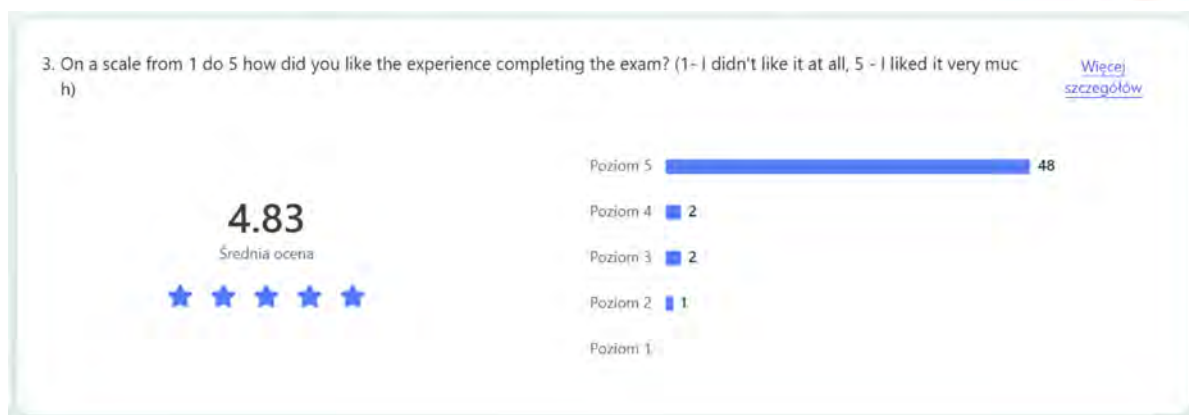 3. On a scale from 1 do 5 how did you like the experience completing the exam? (1- I didn't like it at all, 5 - I liked it very muc
h)
Więcej
szczegółów
4.83
Średnia ocena
Poziom 5 48
Poziom 4 2
Poziom 3 2
Poziom 2 1
Poziom 1